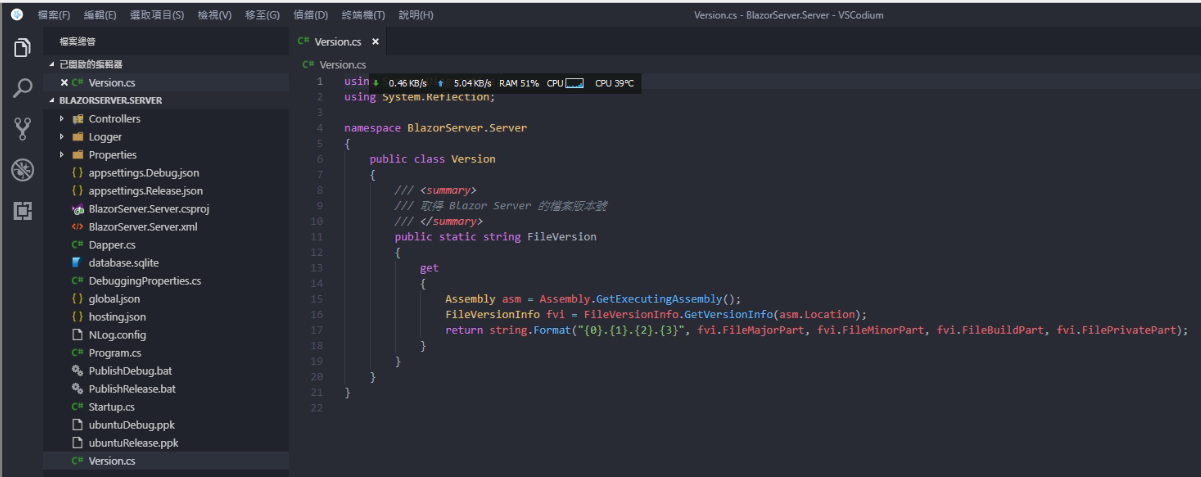 檔案(F) 編輯(E) 選取項目(S) 檢視(V) 移至(G) 偵錯(D) 終端機(T) 說明(H) Version.cs - BlazorServer.Server - VSCodium
檔案總管
Version.cs
已開啟的編輯器
Version.cs
BLAZORSERVER.SERVER
Controllers
Logger
Properties
appsettings.Debug.json
appsettings.Release.json
BlazorServer.Server.csproj
BlazorServer.Server.xml
Dapper.cs
database.sqlite
DebuggingProperties.cs
global.json
hosting.json
NLog.config
Program.cs
PublishDebug.bat
PublishRelease.bat
Startup.cs
ubuntuDebug.ppk
ubuntuRelease.ppk
Version.cs
Version.cs
0.46 KB/s 5.04 KB/s RAM 51% CPU CPU 39°C
1 usin
2 using System.Reflection;
3
4 namespace BlazorServer.Server
5 {
6 public class Version
7 {
8 /// <summary>
9 /// 取得 Blazor Server 的檔案版本號
10 /// </summary>
11 public static string FileVersion
12 {
13 get
14 {
15 Assembly asm = Assembly.GetExecutingAssembly();
16 FileVersionInfo fvi = FileVersionInfo.GetVersionInfo(asm.Location);
17 return string.Format("{0}.{1}.{2}.{3}", fvi.FileMajorPart, fvi.FileMinorPart, fvi.FileBuildPart, fvi.FilePrivatePart);
18 }
19 }
20 }
21 }
22